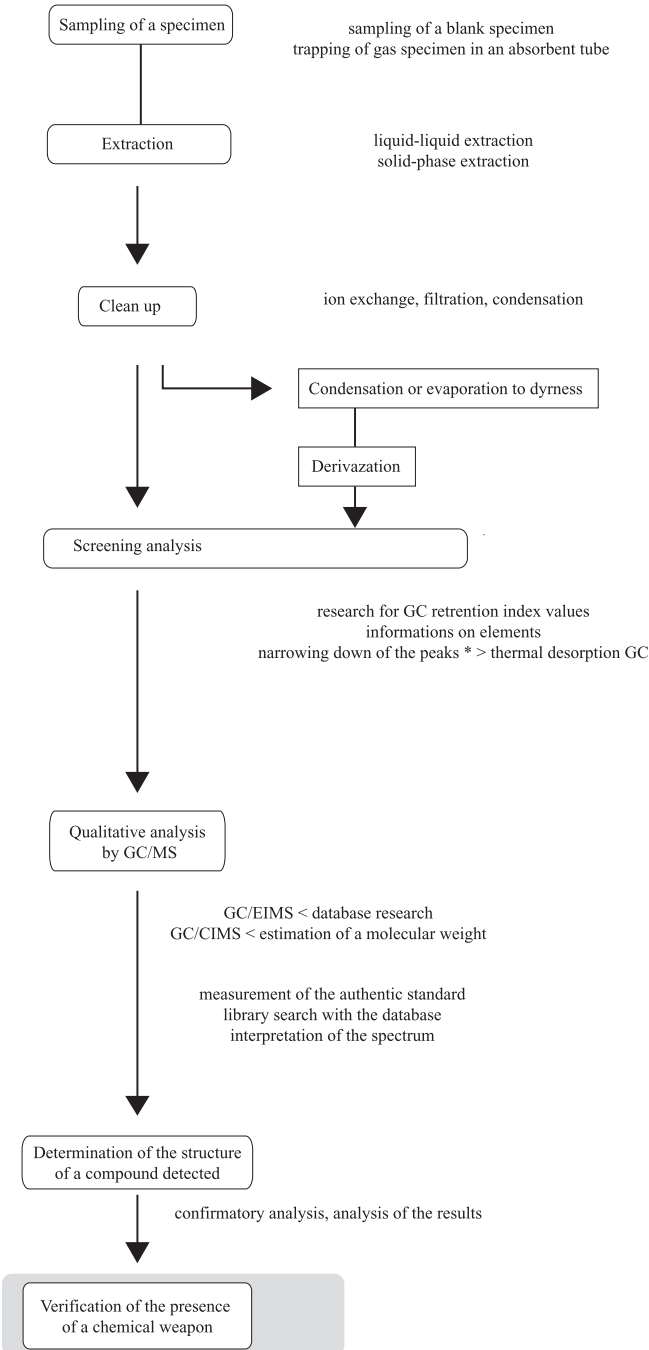 Sampling of a specimen
sampling of a blank specimen
trapping of gas specimen in an absorbent tube
Extraction
liquid-liquid extraction
solid-phase extraction
Clean up
ion exchange, filtration, condensation
Condensation or evaporation to dyrness
Derivazation
Screening analysis
research for GC retrention index values
informations on elements
narrowing down of the peaks * > thermal desorption GC
Qualitative analysis
by GC/MS
GC/EIMS < database research
GC/CIMS < estimation of a molecular weight
measurement of the authentic standard
library search with the database
interpretation of the spectrum
Determination of the structure
of a compound detected
confirmatory analysis, analysis of the results
Verification of the presence
of a chemical weapon